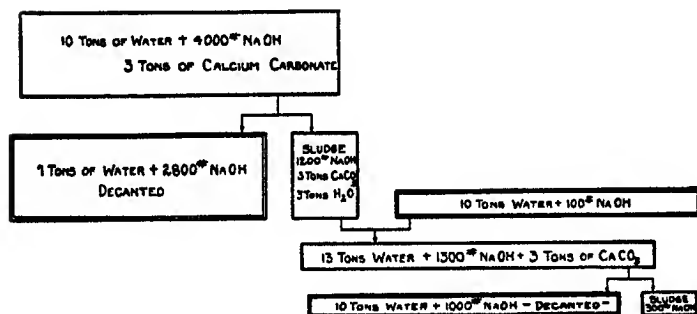 10 TONS OF WATER + 4000# NAOH
3 TONS OF CALCIUM CARBONATE
9 TONS OF WATER + 2800# NAOH
DECANTED
SLUDGE
1200# NAOH
3 TONS CACO3
3 TONS H2O
10 TONS WATER + 100# NAOH
13 TONS WATER + 1300# NAOH + 3 TONS OF CACO3
10 TONS WATER + 1000# NAOH - DECANTED -
SLUDGE
300# NAOH